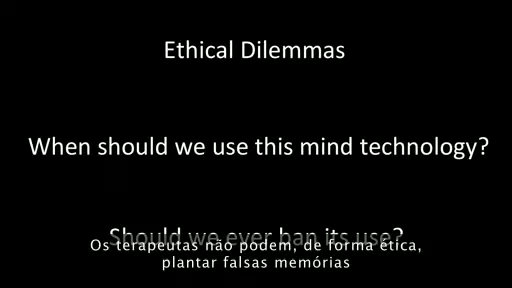 Ethical Dilemmas
When should we use this mind technology?
Should we ever ban its use?
Os terapeutas não podem, de forma ética,
plantar falsas memórias